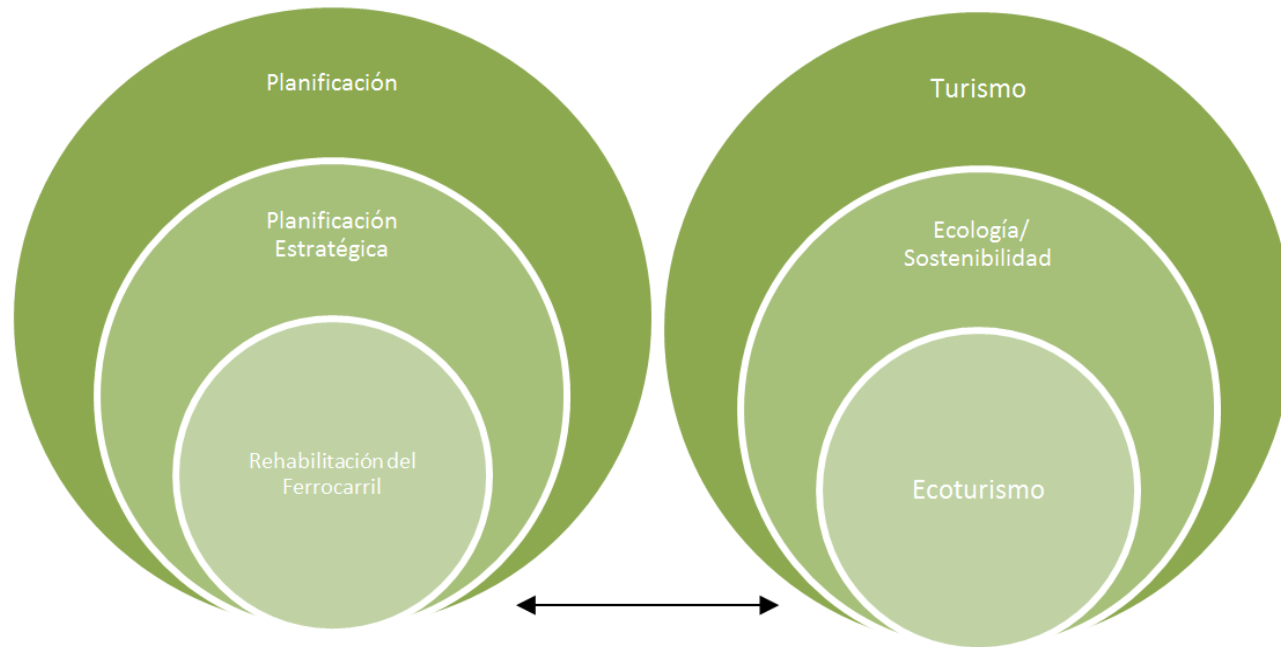 Planificación
Planificación
Estratégica
Rehabilitación del
Ferrocarril
Turismo
Ecología/
Sostenibilidad
Ecoturismo